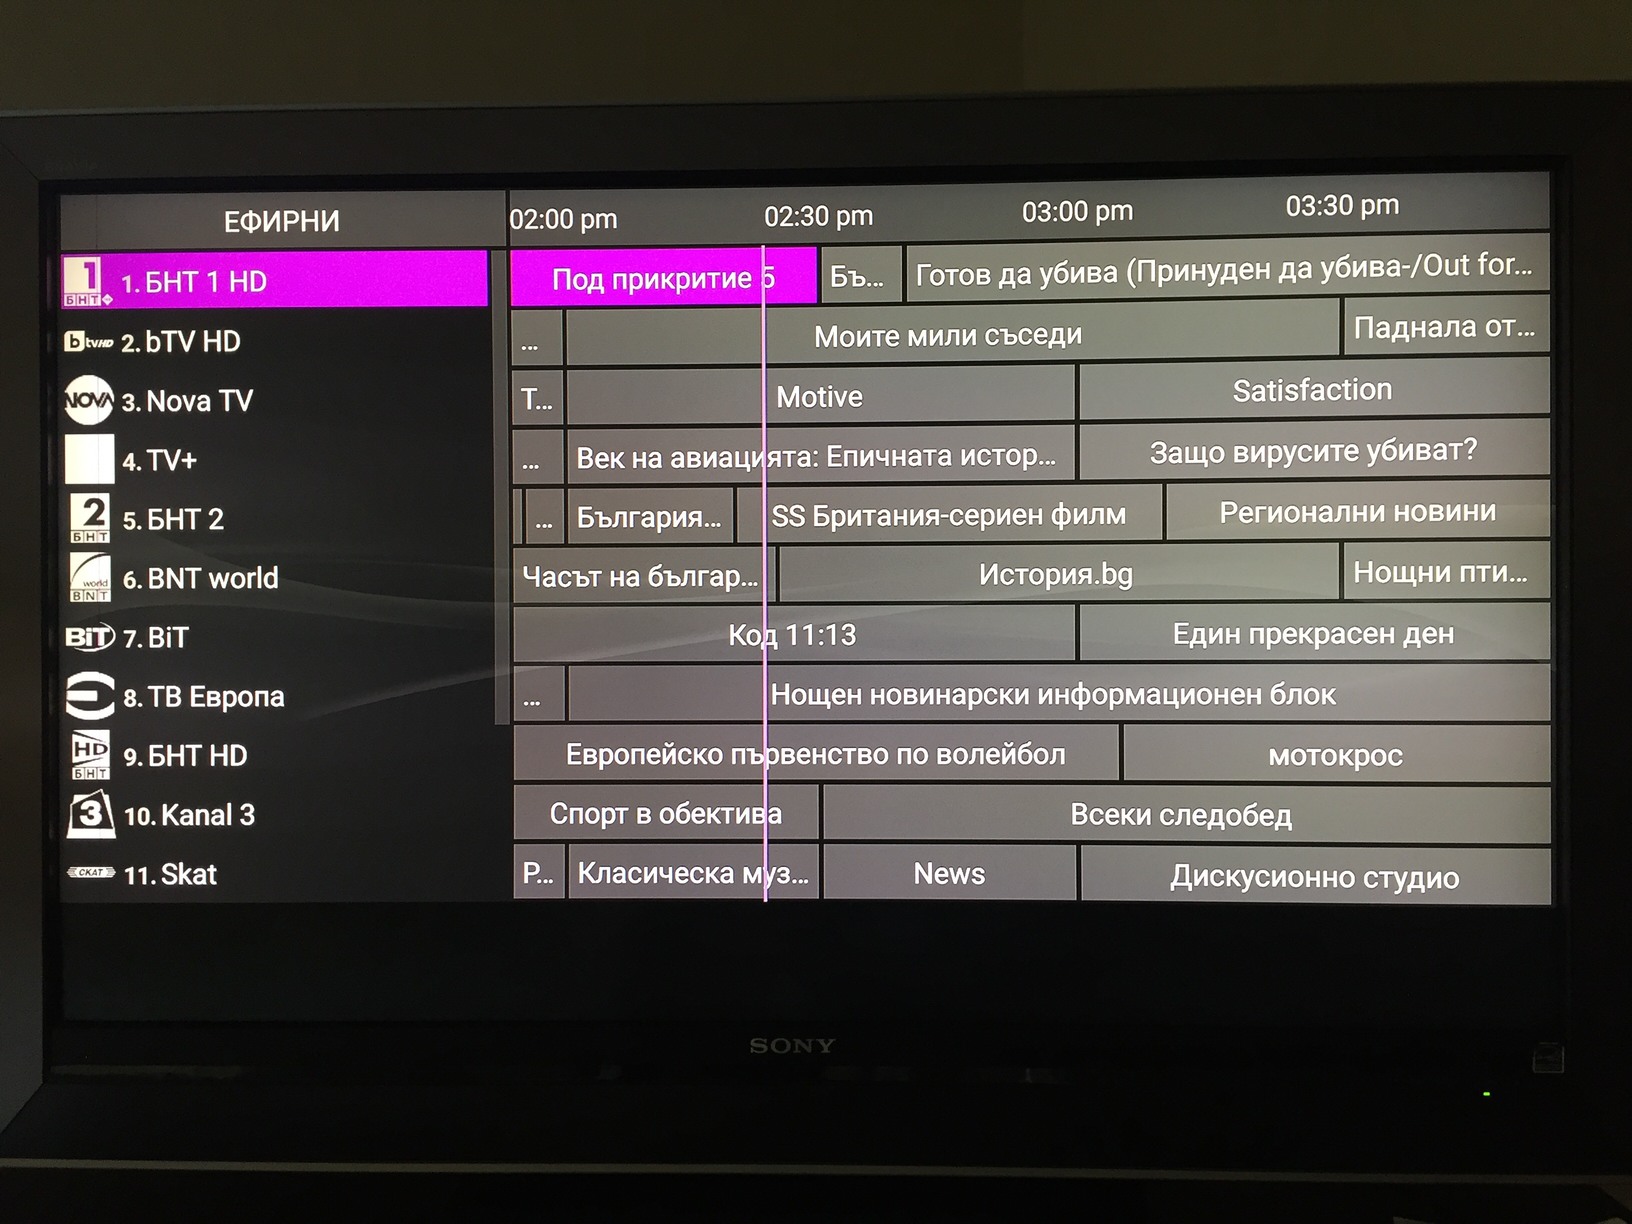 ЕФИРНИ 02:00 pm 02:30 pm 03:00 pm 03:30 pm
1 БНТ 1. БНТ 1 HD Под прикритие 5 Бъ... Готов да убива (Принуден да убива-/Out for...
b tv HD 2. bTV HD ... Моите мили съседи Паднала от...
NOVA 3. Nova TV Т... Motive Satisfaction
4. TV+ ... Век на авиацията: Епичната истор... Защо вирусите убиват?
2 БНТ 5. БНТ 2 ... България... SS Британия-сериен филм Регионални новини
world BNT 6. BNT world Часът на българ... История.bg Нощни пти...
BiT 7. BiT Код 11:13 Един прекрасен ден
8. ТВ Европа ... Нощен новинарски информационен блок
HD БНТ 9. БНТ HD Европейско първенство по волейбол мотокрос
3 10. Kanal 3 Спорт в обектива Всеки следобед
СКАТ 11. Skat Р... Класическа муз... News Дискусионно студио
SONY